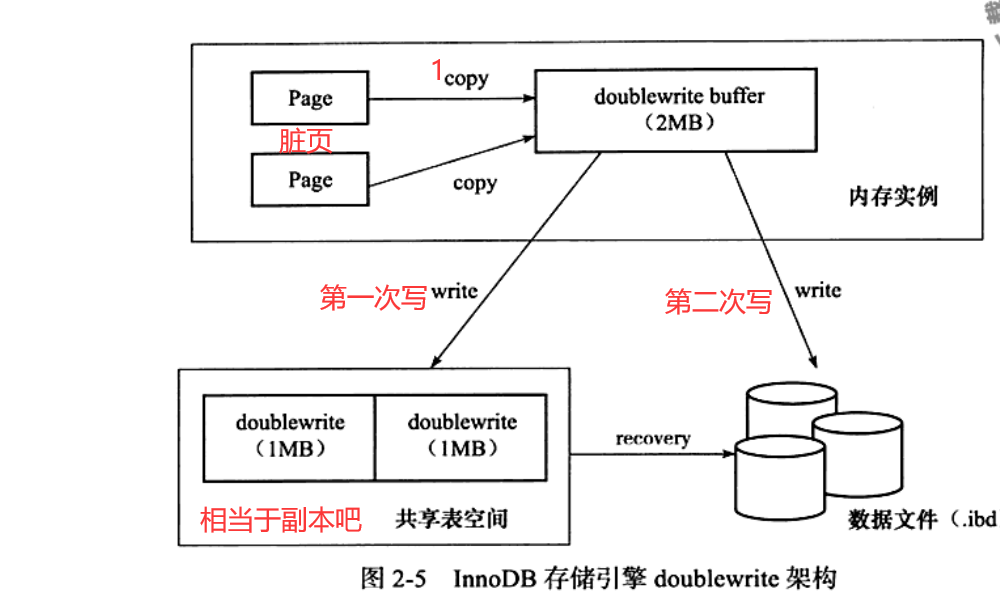 1
copy
Page
doublewrite buffer
（2MB）
脏页
Page
copy
内存实例
第一次写 write
第二次写 write
doublewrite
（1MB）
doublewrite
（1MB）
recovery
相当于副本吧
共享表空间
数据文件（.ibd
图 2-5 InnoDB 存储引擎 doublewrite 架构